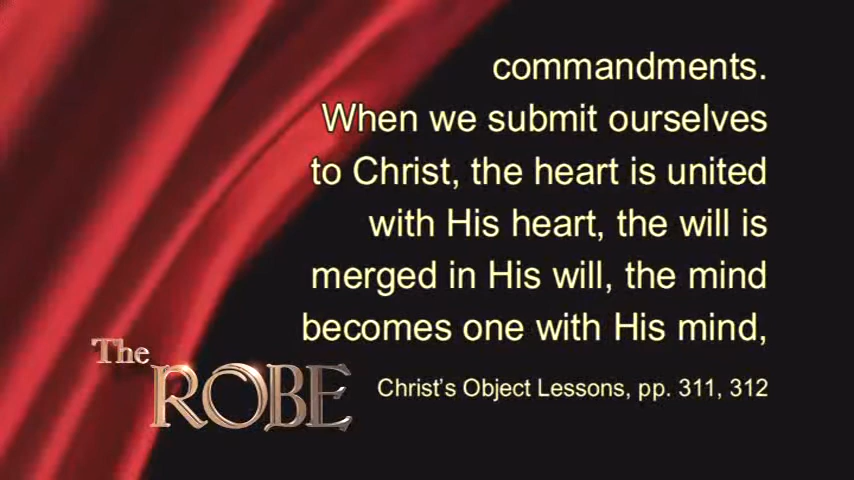 commandments.
When we submit ourselves
to Christ, the heart is united
with His heart, the will is
merged in His will, the mind
becomes one with His mind,
Christ's Object Lessons, pp. 311, 312
The
ROBE